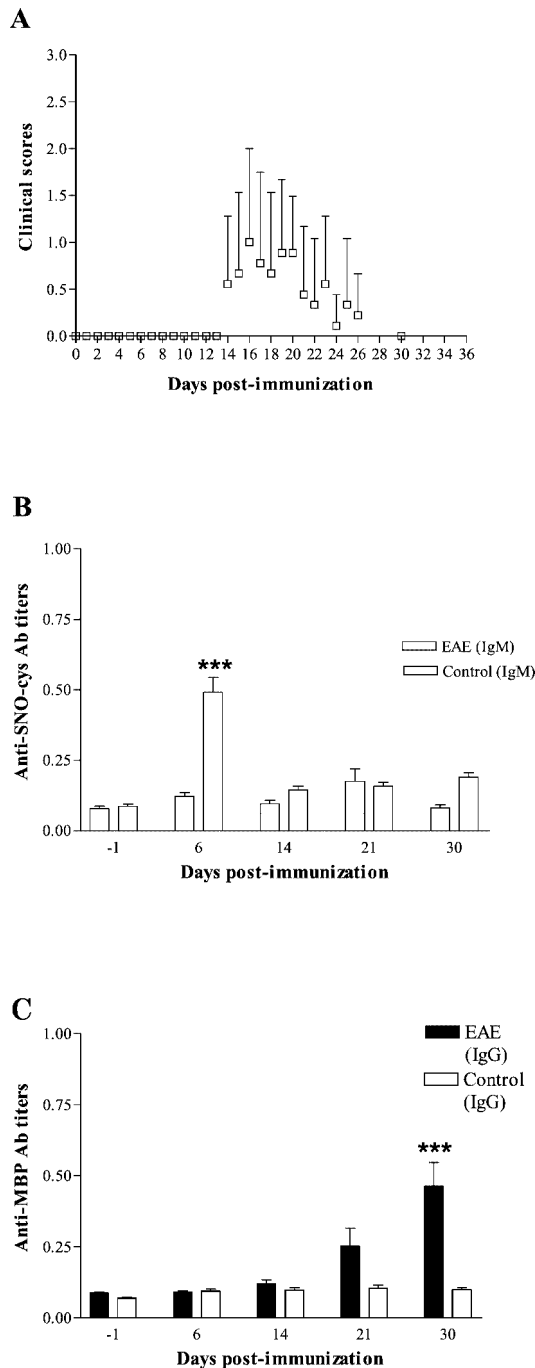 A
3.0
2.5
2.0
1.5
1.0
0.5
0.0
Clinical scores
0 2 4 6 8 10 12 14 16 18 20 22 24 26 28 30 32 34 36
Days post-immunization
B
1.00
0.75
0.50
0.25
0.00
Anti-SNO-cys Ab titers
***
EAE (IgM)
Control (IgM)
-1 6 14 21 30
Days post-immunization
C
1.00
0.75
0.50
0.25
0.00
Anti-MBP Ab titers
EAE
(IgG)
Control
(IgG)
***
-1 6 14 21 30
Days post-immunization